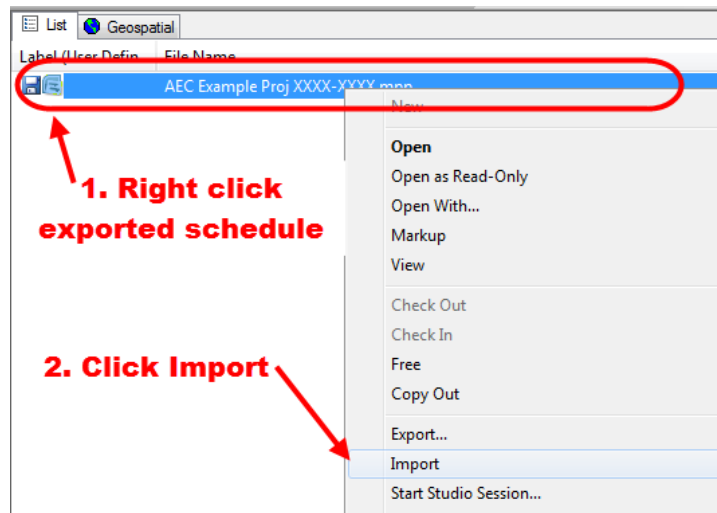 List Geospatial
Label (User Defin... File Name
AEC Example Proj XXXX-XXXX.mpp
New
Open
Open as Read-Only
Open With...
Markup
View
Check Out
Check In
Free
Copy Out
Export...
Import
Start Studio Session...
1. Right click
exported schedule
2. Click Import